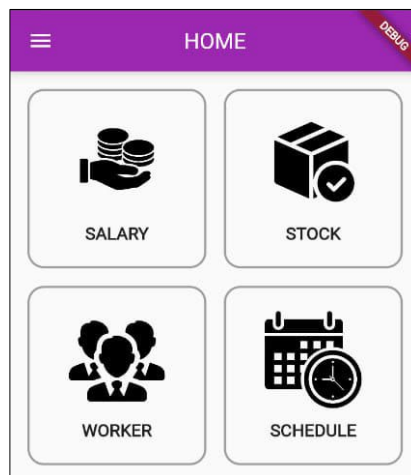 HOME
DEBUG
SALARY
STOCK
WORKER
SCHEDULE